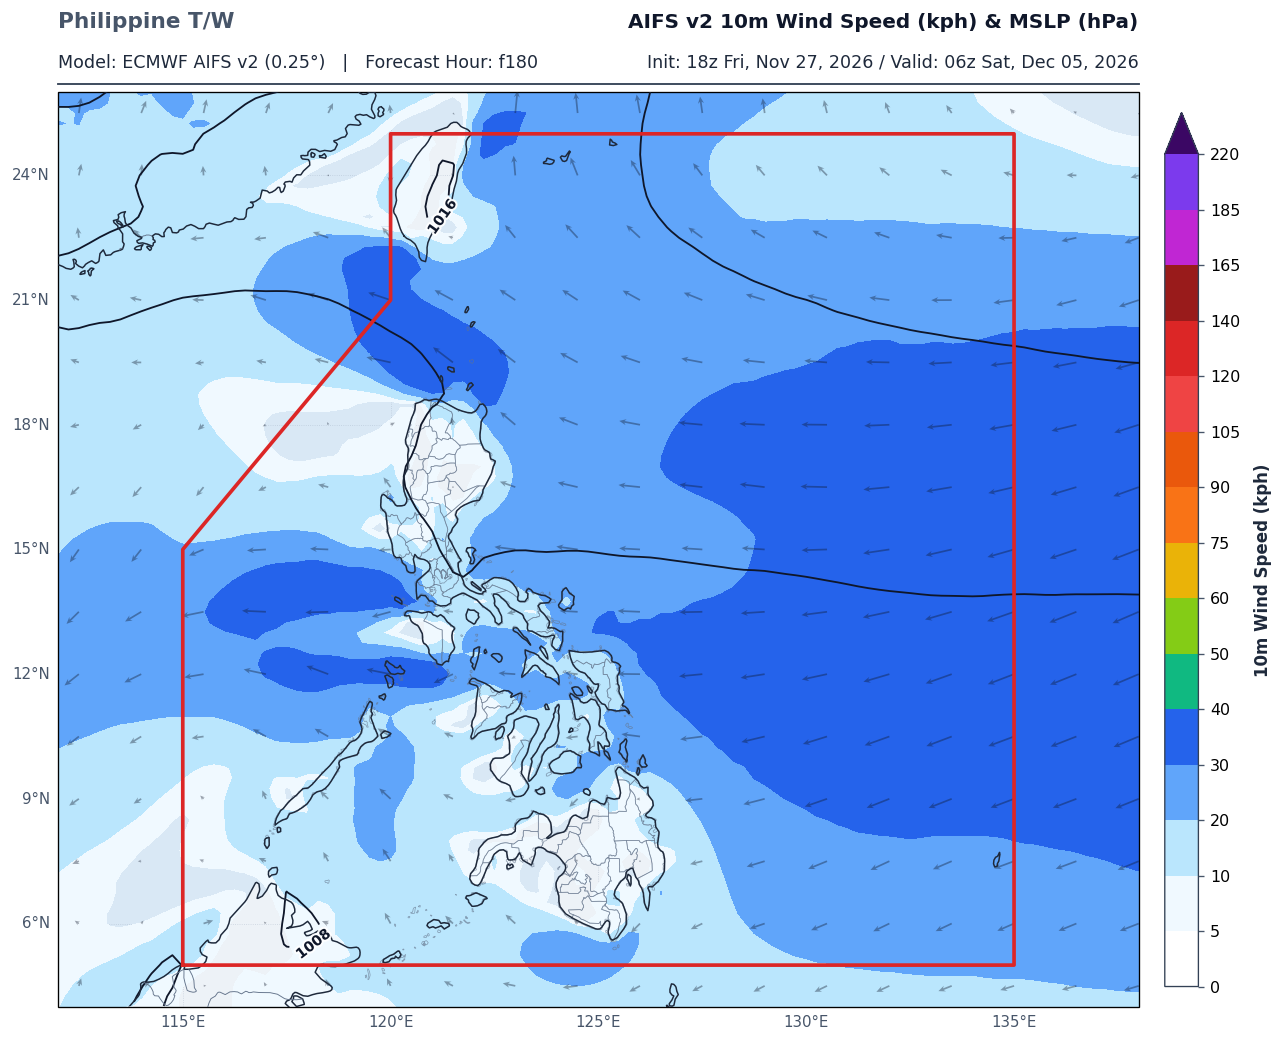 Philippine T/W
AIFS v2 10m Wind Speed (kph) & MSLP (hPa)
Model: ECMWF AIFS v2 (0.25°) | Forecast Hour: f180
Init: 18z Fri, Nov 27, 2026 / Valid: 06z Sat, Dec 05, 2026
24°N
21°N
18°N
15°N
12°N
9°N
6°N
1016
1008
115°E
120°E
125°E
130°E
135°E
220
185
165
140
120
105
90
75
60
50
40
30
20
10
5
0
10m Wind Speed (kph)